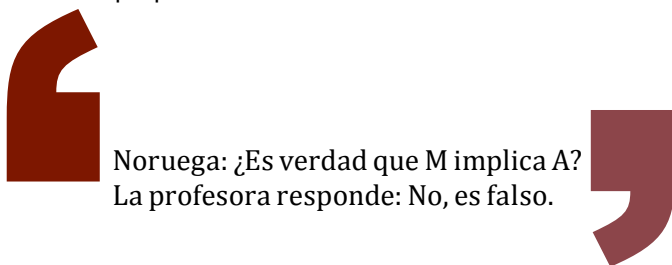 Noruega: ¿Es verdad que M implica A?
La profesora responde: No, es falso.